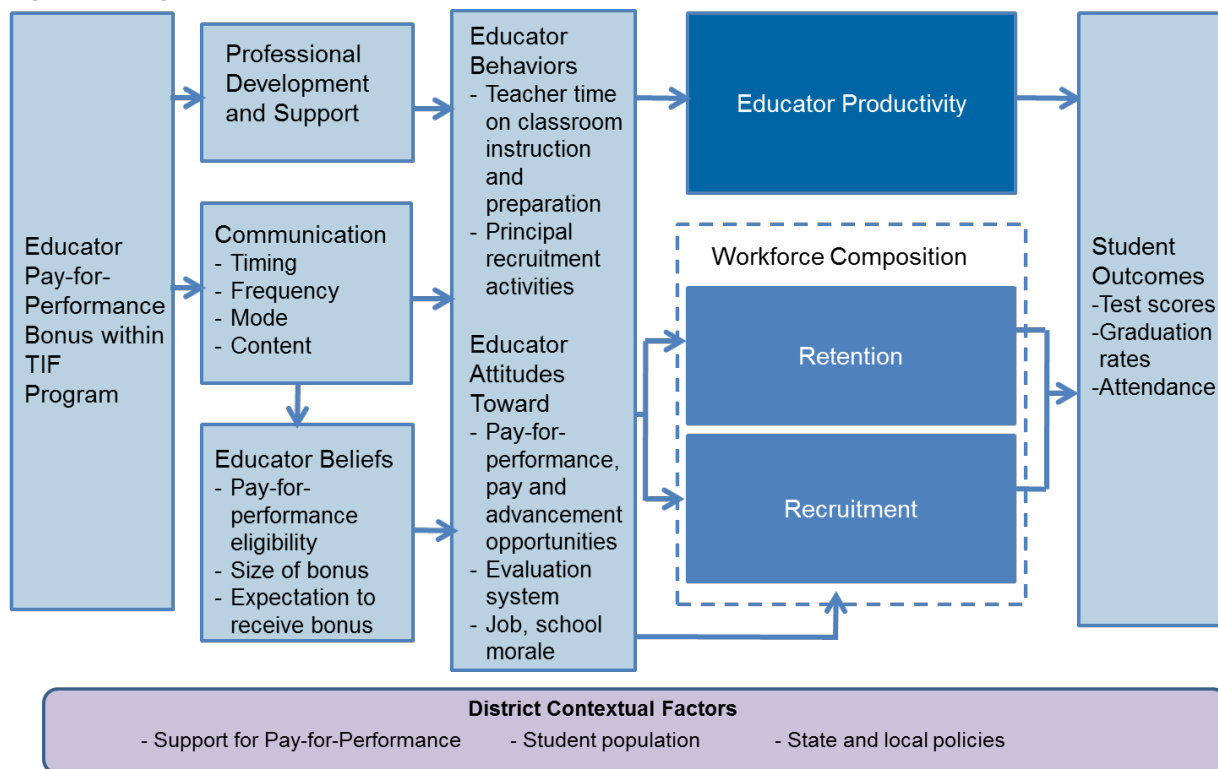 Educator
Pay-for-
Performance
Bonus within
TIF
Program
Professional
Development
and Support
Communication
- Timing
- Frequency
- Mode
- Content
Educator Beliefs
- Pay-for-
performance
eligibility
- Size of bonus
- Expectation to
receive bonus
Educator
Behaviors
- Teacher time
on classroom
instruction
and
preparation
- Principal
recruitment
activities
Educator
Attitudes
Toward
- Pay-for-
performance,
pay and
advancement
opportunities
- Evaluation
system
- Job, school
morale
Educator Productivity
Workforce Composition
Retention
Recruitment
Student
Outcomes
-Test scores
-Graduation
rates
-Attendance
District Contextual Factors
- Support for Pay-for-Performance - Student population - State and local policies